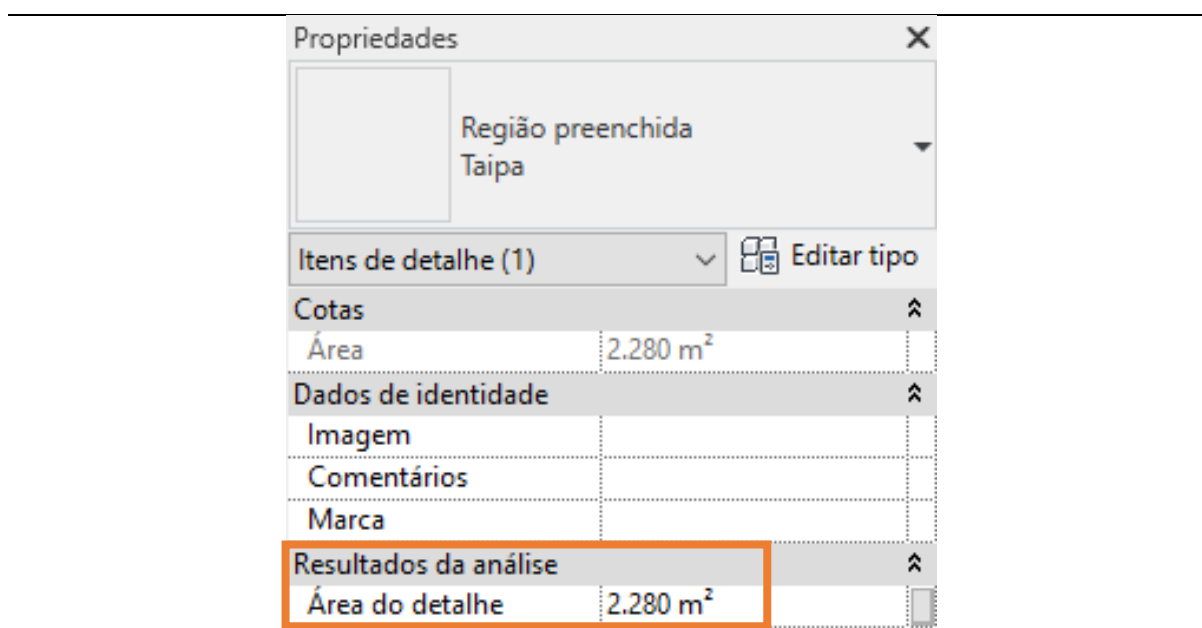 Propriedades
Região preenchida
Taipa
Itens de detalhe (1)
Editar tipo
Cotas
Área 2.280 m²
Dados de identidade
Imagem
Comentários
Marca
Resultados da análise
Área do detalhe 2.280 m²